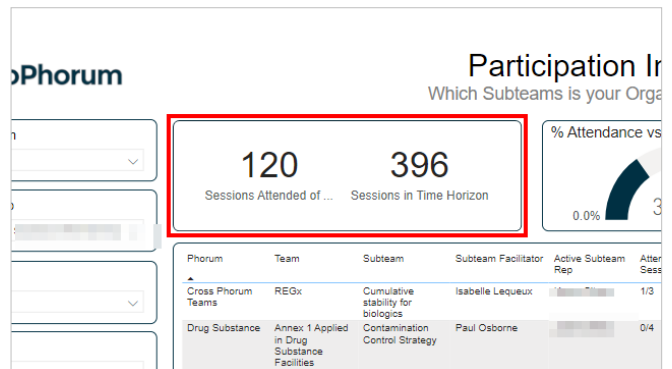 oPhorum
Partic­ipation In
Which Subteams is your Orga
120
396
Sessions Attended of ...
Sessions in Time Horizon
% Attendance vs
0.0%
3
Phorum
Team
Subteam
Subteam Facilitator
Active Subteam
Rep
Atten
Sess
Cross Phorum
Teams
REGx
Cumulative
stability for
biologics
Isabelle Lequeux
1/3
Drug Substance
Annex 1 Applied
in Drug
Substance
Facilities
Contamination
Control Strategy
Paul Osborne
0/4